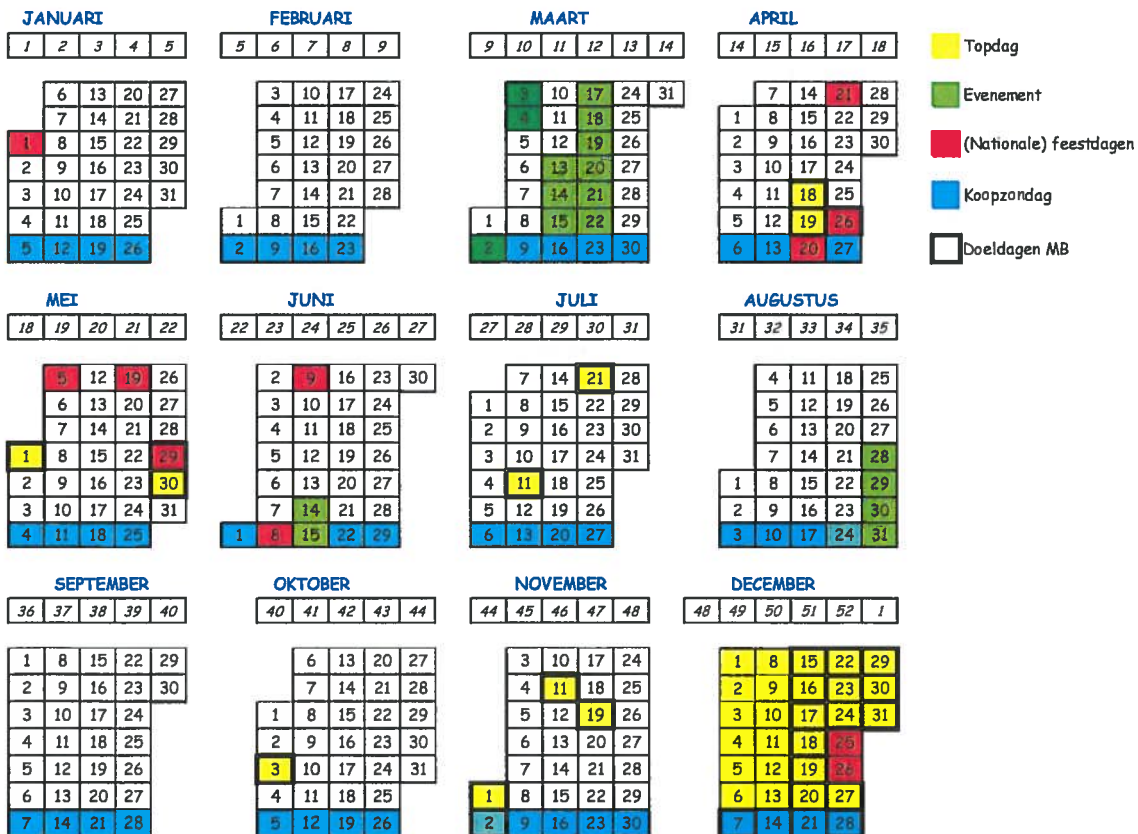 JANUARI
1 2 3 4 5
6 13 20 27
7 14 21 28
1 8 15 22 29
2 9 16 23 30
3 10 17 24 31
4 11 18 25
5 12 19 26
FEBRUARI
5 6 7 8 9
3 10 17 24
4 11 18 25
5 12 19 26
6 13 20 27
7 14 21 28
1 8 15 22
2 9 16 23
MAART
9 10 11 12 13 14
3 10 17 24 31
4 11 18 25
5 12 19 26
6 13 20 27
7 14 21 28
1 8 15 22 29
2 9 16 23 30
APRIL
14 15 16 17 18
7 14 21 28
1 8 15 22 29
2 9 16 23 30
3 10 17 24
4 11 18 25
5 12 19 26
6 13 20 27
Topdag
Evenement
(Nationale) feestdagen
Koopzondag
Doeldagen MB
MEI
18 19 20 21 22
5 12 19 26
6 13 20 27
7 14 21 28
1 8 15 22 29
2 9 16 23 30
3 10 17 24 31
4 11 18 25
JUNI
22 23 24 25 26 27
2 9 16 23 30
3 10 17 24
4 11 18 25
5 12 19 26
6 13 20 27
7 14 21 28
1 8 15 22 29
JULI
27 28 29 30 31
7 14 21 28
1 8 15 22 29
2 9 16 23 30
3 10 17 24 31
4 11 18 25
5 12 19 26
6 13 20 27
AUGUSTUS
31 32 33 34 35
4 11 18 25
5 12 19 26
6 13 20 27
7 14 21 28
1 8 15 22 29
2 9 16 23 30
3 10 17 24 31
SEPTEMBER
36 37 38 39 40
1 8 15 22 29
2 9 16 23 30
3 10 17 24
4 11 18 25
5 12 19 26
6 13 20 27
7 14 21 28
OKTOBER
40 41 42 43 44
6 13 20 27
7 14 21 28
1 8 15 22 29
2 9 16 23 30
3 10 17 24 31
4 11 18 25
5 12 19 26
NOVEMBER
44 45 46 47 48
3 10 17 24
4 11 18 25
5 12 19 26
6 13 20 27
7 14 21 28
1 8 15 22 29
2 9 16 23 30
DECEMBER
48 49 50 51 52 1
1 8 15 22 29
2 9 16 23 30
3 10 17 24 31
4 11 18 25
5 12 19 26
6 13 20 27
7 14 21 28